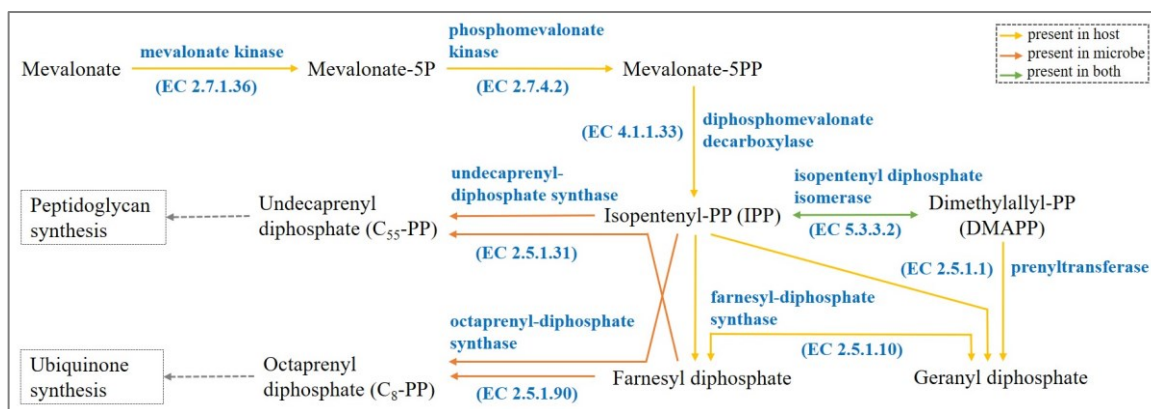 mevalonate kinase
phosphomevalonate
kinase
present in host
present in microbe
present in both
Mevalonate
Mevalonate-5P
Mevalonate-5PP
(EC 2.7.1.36)
(EC 2.7.4.2)
(EC 4.1.1.33)
diphosphomevalonate
decarboxylase
undecaprenyl-
diphosphate synthase
isopentenyl diphosphate
isomerase
Peptidoglycan
synthesis
Undecaprenyl
diphosphate (C₅₅-PP)
Isopentenyl-PP (IPP)
Dimethylallyl-PP
(DMAPP)
(EC 2.5.1.31)
(EC 5.3.3.2)
(EC 2.5.1.1)
prenyltransferase
octaprenyl-diphosphate
synthase
farnesyl-diphosphate
synthase
(EC 2.5.1.10)
Ubiquinone
synthesis
Octaprenyl
diphosphate (C₈-PP)
(EC 2.5.1.90)
Farnesyl diphosphate
Geranyl diphosphate